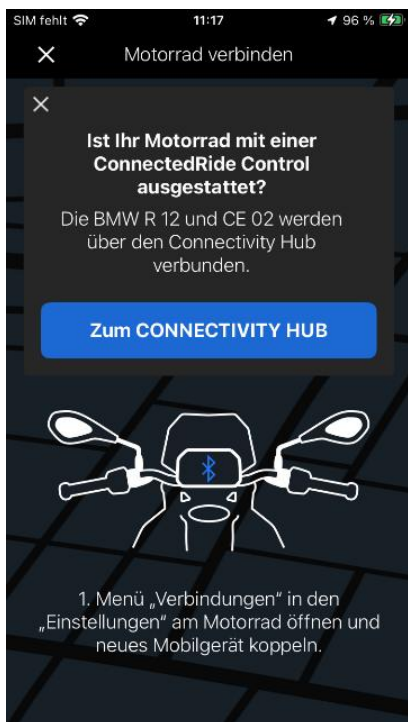 SIM fehlt 11:17 96 %
Motorrad verbinden
Ist Ihr Motorrad mit einer
ConnectedRide Control
ausgestattet?
Die BMW R 12 und CE 02 werden
über den Connectivity Hub
verbunden.
Zum CONNECTIVITY HUB
1. Menü „Verbindungen“ in den
„Einstellungen“ am Motorrad öffnen und
neues Mobilgerät koppeln.